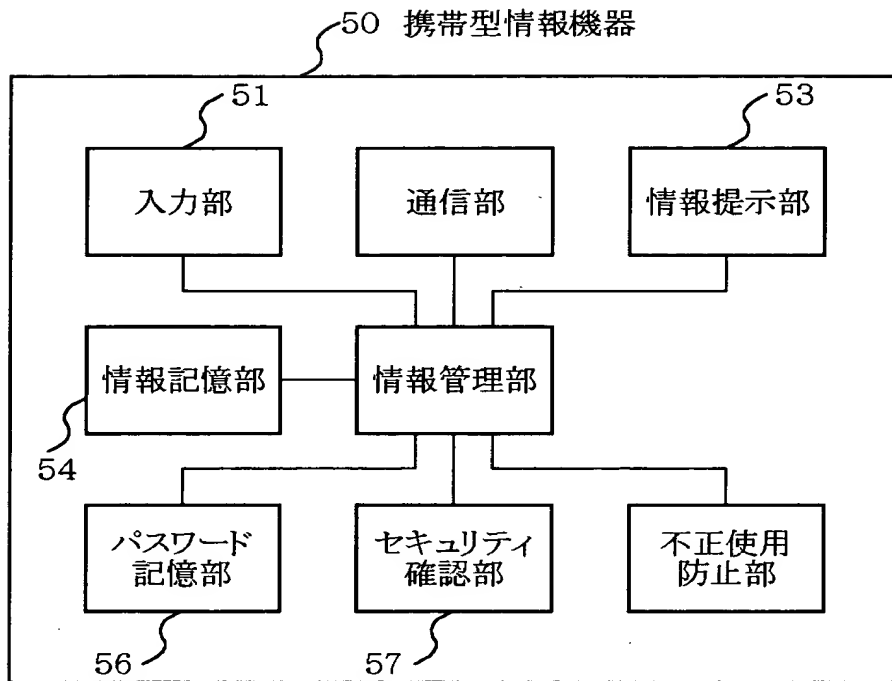 50 携帯型情報機器
51
53
入力部
通信部
情報提示部
情報記憶部
情報管理部
54
パスワード
記憶部
セキュリティ
確認部
不正使用
防止部
56
57